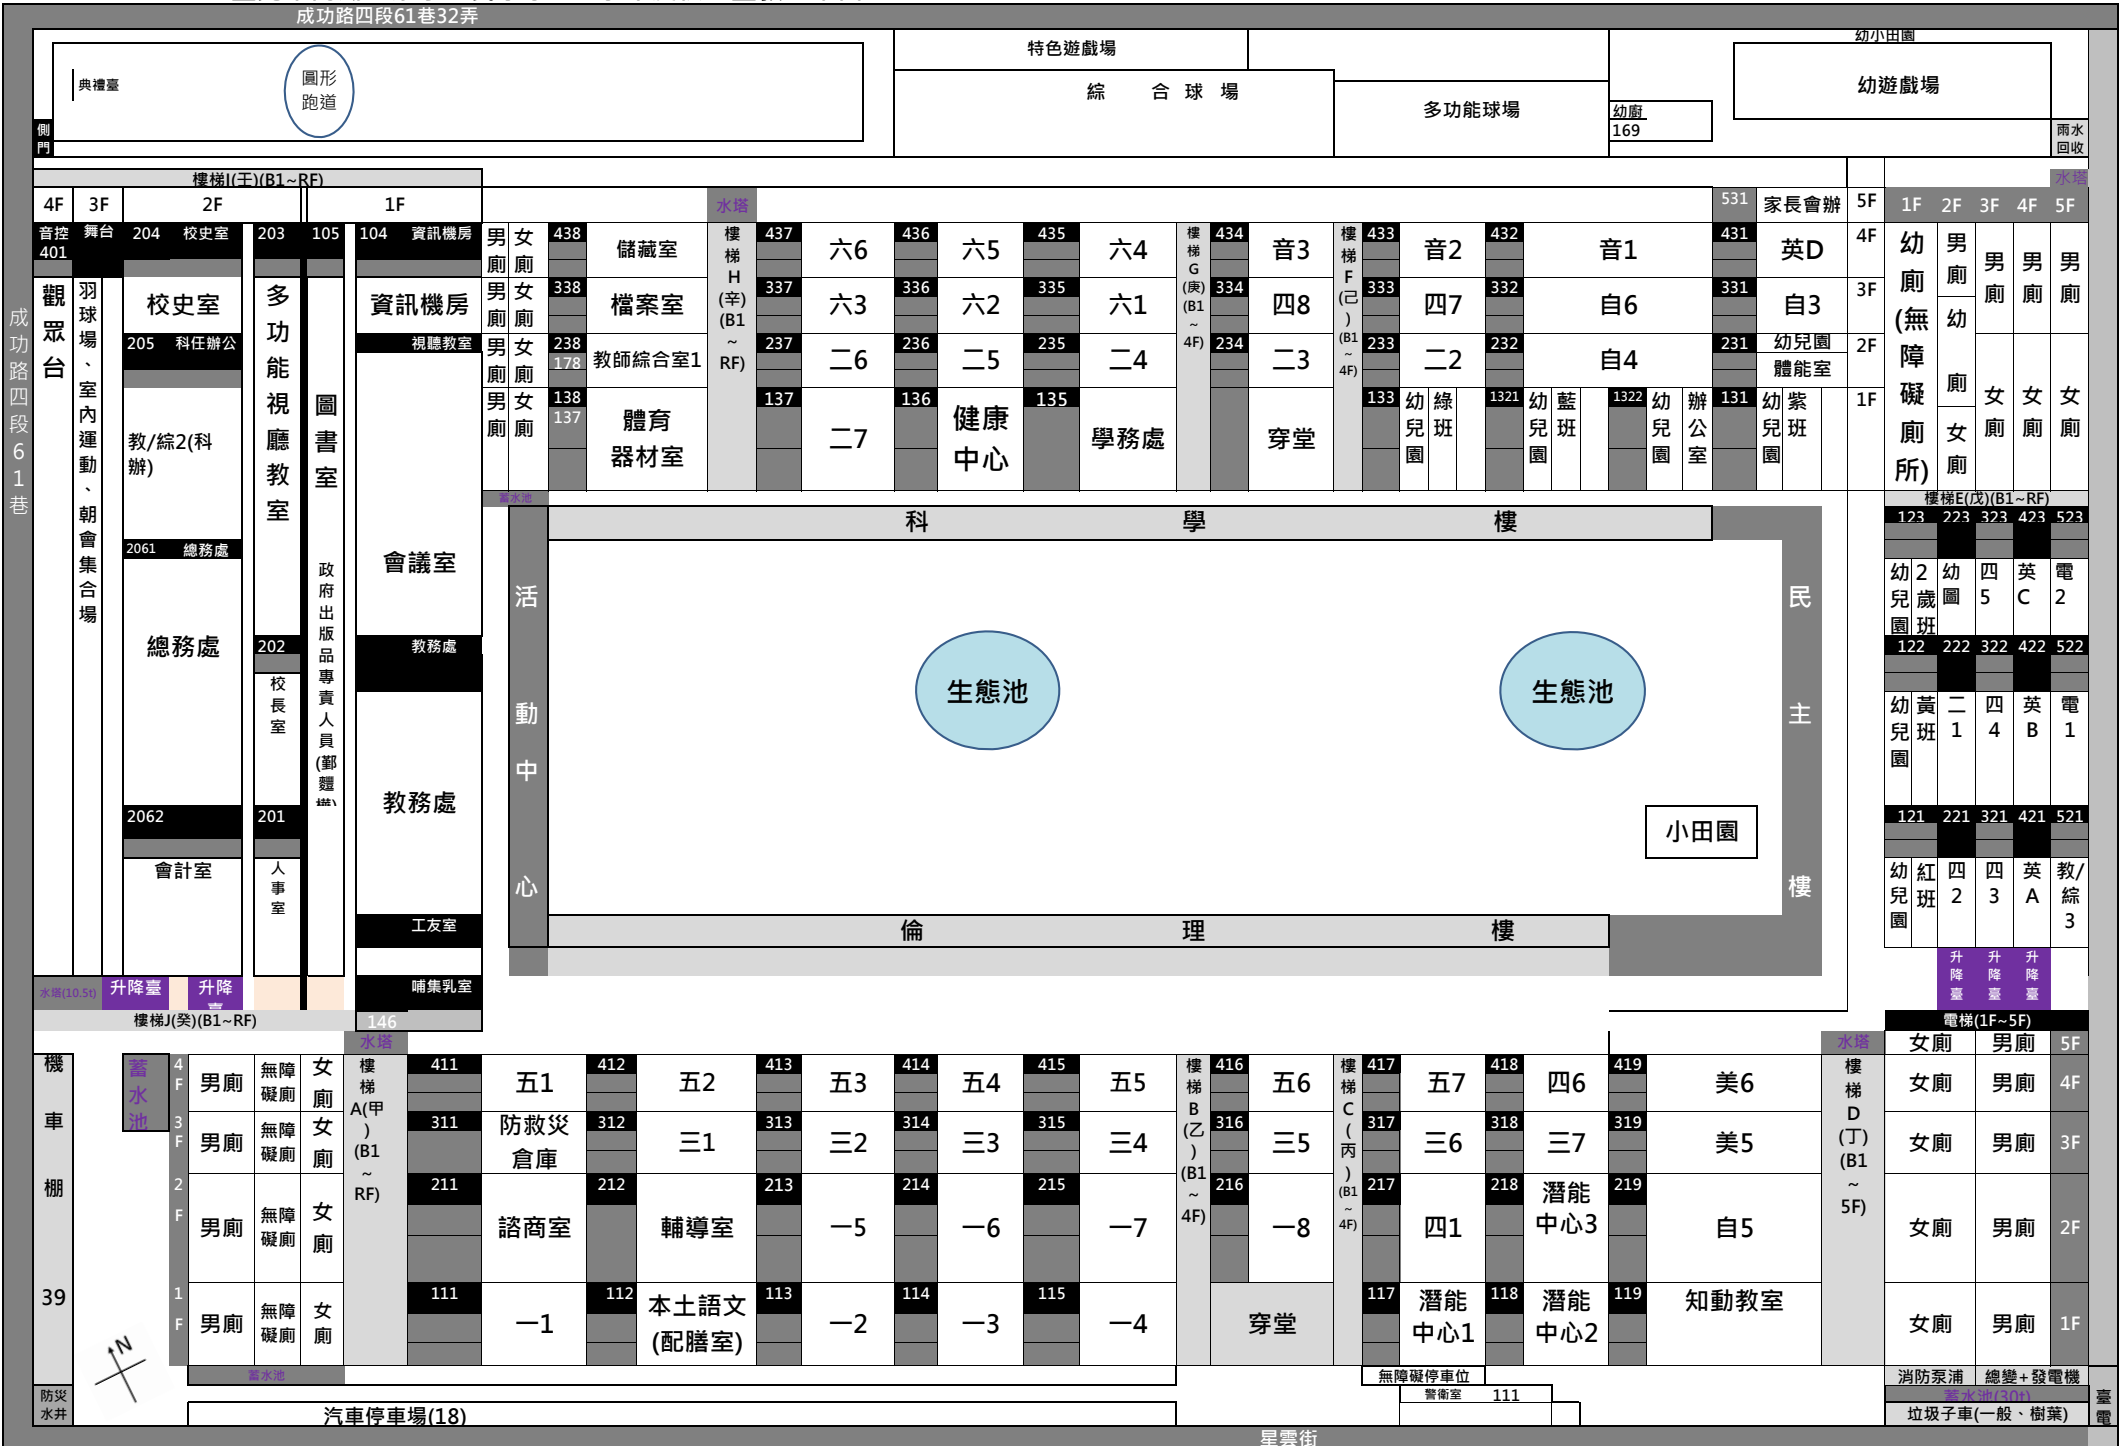 成功路四段61巷32弄
特色遊戲場
幼小田園
典禮臺
圓形
跑道
綜 合 球 場
多功能球場
幼遊戲場
幼廚
169
側門
雨水
回收
樓梯I(壬)(B1~RF)
水塔
4F 3F 2F 1F
水塔
531 家長會辦 5F
1F 2F 3F 4F 5F
音控 舞台 204 校史室 203 105 104 資訊機房
401
男廁 女廁 438 儲藏室 樓梯H(辛)(B1~RF) 437 六6 436 六5 435 六4 樓梯G(庚)(B1~4F) 434 音3 樓梯F(己)(B1~4F) 433 音2 432 音1 431 英D 4F
男廁 女廁 338 檔案室 337 六3 336 六2 335 六1 334 四8 333 四7 332 自6 331 自3 3F
男廁 女廁 238 178 教師綜合室1 237 二6 236 二5 235 二4 234 二3 233 二2 232 自4 231 幼兒園 體能室 2F
男廁 女廁 138 137 體育器材室 137 二7 136 健康中心 135 學務處 穿堂 133 幼兒園 綠班 1321 幼兒園 藍班 1322 幼兒園 辦公室 131 幼兒園 紫班 1F
幼廁(無障礙廁所) 男廁 幼廁 女廁 男廁 女廁 男廁 女廁 男廁 女廁
觀眾台
羽球場、室內運動、朝會集合場
校史室
205 科任辦公
教/綜2(科辦)
2061 總務處
總務處
2062
會計室
多功能視廳教室
202
校長室
201
人事室
圖書室
政府出版品專責人員
資訊機房
視聽教室
會議室
教務處
教務處
工友室
哺集乳室
146
成功路四段61巷
蓄水池
科 學 樓
活動中心
生態池
生態池
小田園
民主樓
倫 理 樓
樓梯E(戊)(B1~RF)
123 223 323 423 523
幼兒園 2歲班 幼圖 四5 英C 電2
122 222 322 422 522
幼兒園 黃班 二1 四4 英B 電1
121 221 321 421 521
幼兒園 紅班 四2 四3 英A 教/綜3
升降臺 升降臺 升降臺
電梯(1F~5F)
水塔(10.5t) 升降臺 升降臺
樓梯J(癸)(B1~RF)
水塔
水塔
女廁 男廁 5F
機車棚
39
蓄水池
4F 男廁 無障礙廁 女廁 樓梯A(甲)(B1~RF) 411 五1 412 五2 413 五3 414 五4 415 五5 樓梯B(乙)(B1~4F) 416 五6 樓梯C(丙)(B1~4F) 417 五7 418 四6 419 美6 樓梯D(丁)(B1~5F) 女廁 男廁 4F
3F 男廁 無障礙廁 女廁 311 防救災倉庫 312 三1 313 三2 314 三3 315 三4 316 三5 317 三6 318 三7 319 美5 女廁 男廁 3F
2F 男廁 無障礙廁 女廁 211 諮商室 212 輔導室 213 一5 214 一6 215 一7 216 一8 217 四1 218 潛能中心3 219 自5 女廁 男廁 2F
1F 男廁 無障礙廁 女廁 111 一1 112 本土語文(配膳室) 113 一2 114 一3 115 一4 穿堂 117 潛能中心1 118 潛能中心2 119 知動教室 女廁 男廁 1F
N
蓄水池
無障礙停車位
消防泵浦 總變+發電機
防災
水井
警衛室 111
蓄水池(30t)
汽車停車場(18)
垃圾子車(一般、樹葉)
臺電
星雲街